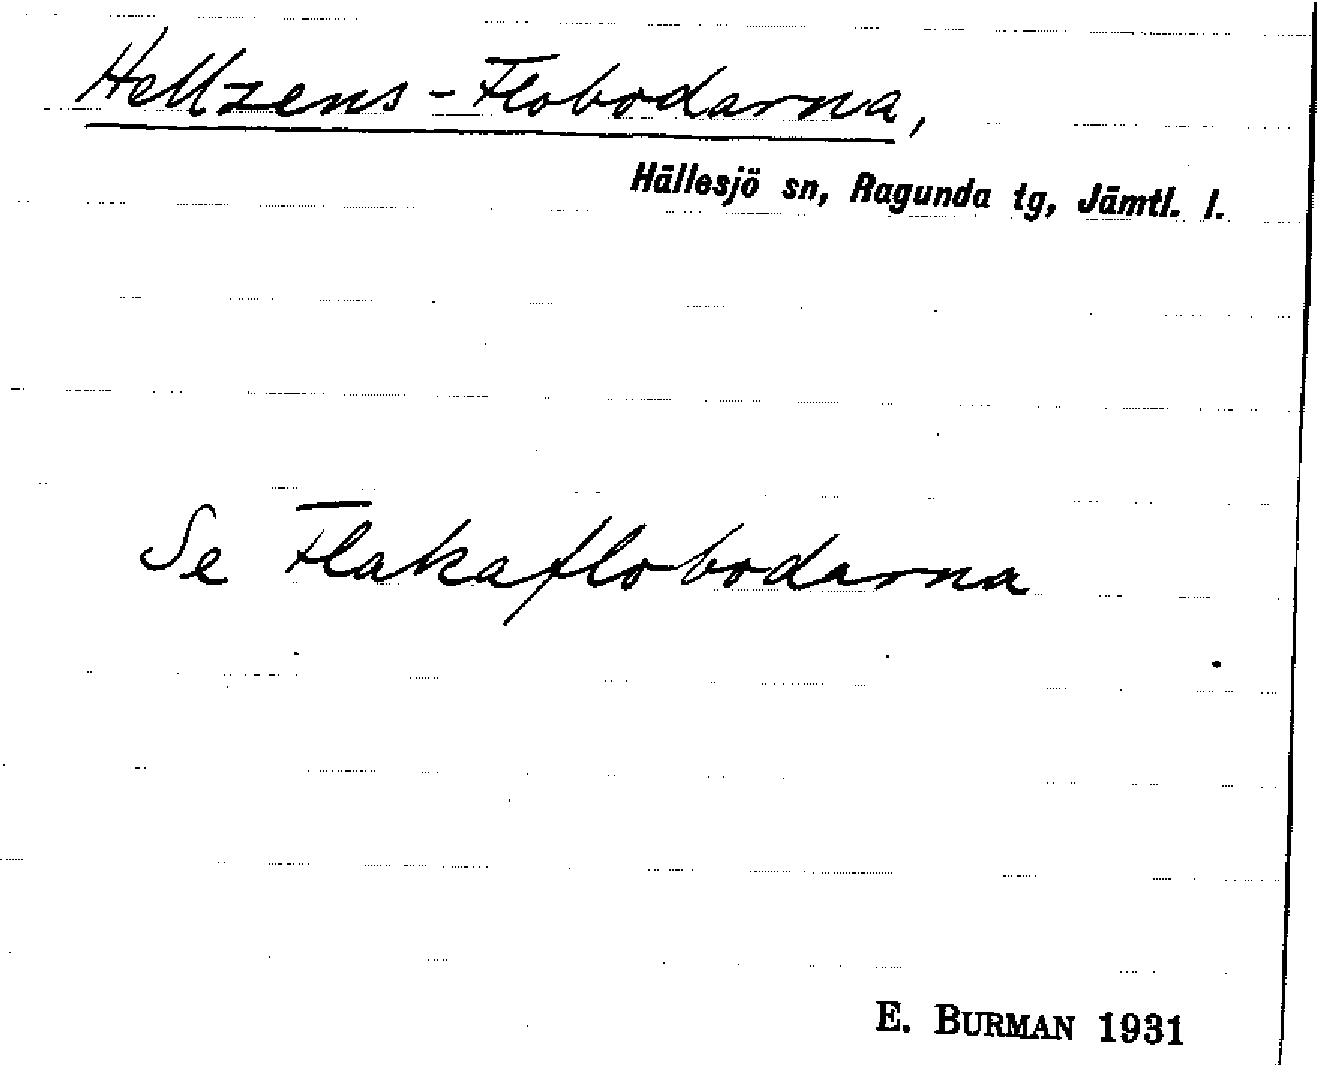 Hellzens-Flobodarna,
Hällesjö sn, Ragunda tg, Jämtl. l.
Se Flakaflobodarna
E. BURMAN 1931